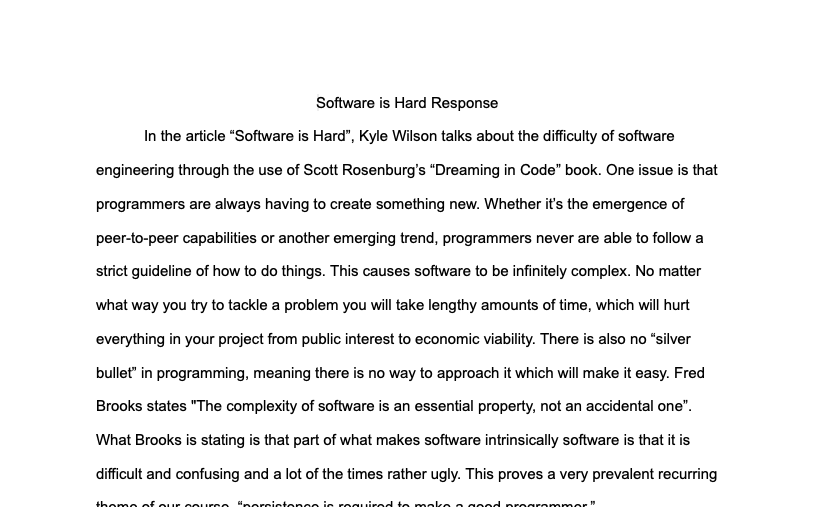 Software is Hard Response
In the article “Software is Hard”, Kyle Wilson talks about the difficulty of software
engineering through the use of Scott Rosenburg’s “Dreaming in Code” book. One issue is that
programmers are always having to create something new. Whether it’s the emergence of
peer-to-peer capabilities or another emerging trend, programmers never are able to follow a
strict guideline of how to do things. This causes software to be infinitely complex. No matter
what way you try to tackle a problem you will take lengthy amounts of time, which will hurt
everything in your project from public interest to economic viability. There is also no “silver
bullet” in programming, meaning there is no way to approach it which will make it easy. Fred
Brooks states "The complexity of software is an essential property, not an accidental one”.
What Brooks is stating is that part of what makes software intrinsically software is that it is
difficult and confusing and a lot of the times rather ugly. This proves a very prevalent recurring
theme of our course, “persistence is required to make a good programmer.”